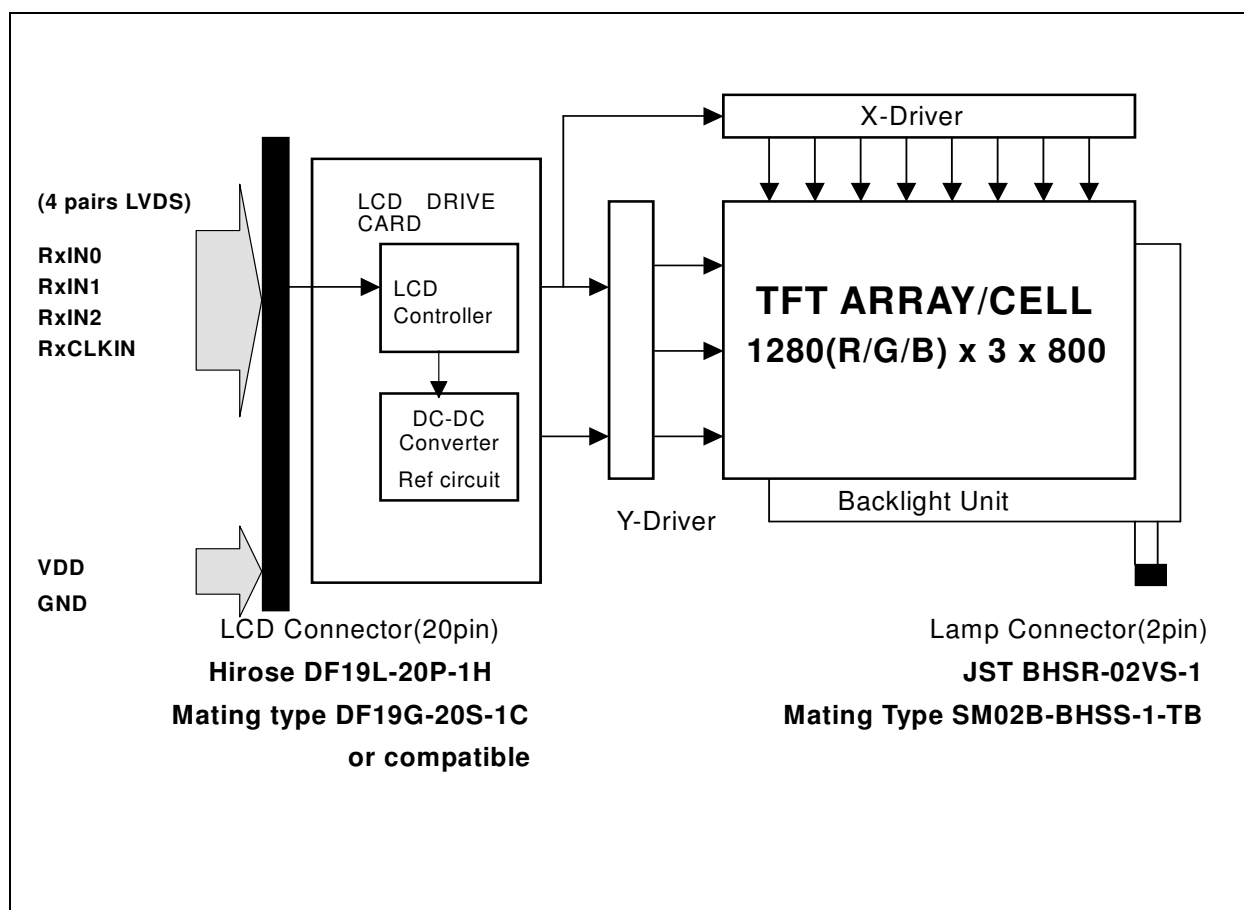 X-Driver
(4 pairs LVDS)
RxIN0
RxIN1
RxIN2
RxCLKIN
LCD DRIVE
CARD
LCD
Controller
DC-DC
Converter
Ref circuit
TFT ARRAY/CELL
1280(R/G/B) x 3 x 800
Backlight Unit
Y-Driver
VDD
GND
LCD Connector(20pin)
Hirose DF19L-20P-1H
Mating type DF19G-20S-1C
or compatible
Lamp Connector(2pin)
JST BHSR-02VS-1
Mating Type SM02B-BHSS-1-TB